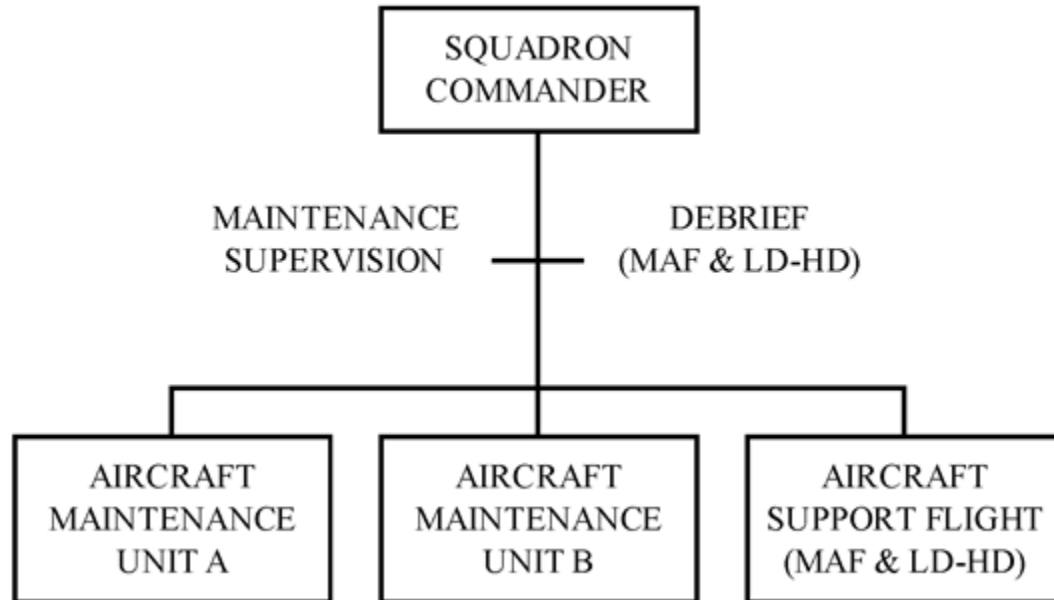 SQUADRON
COMMANDER
MAINTENANCE
SUPERVISION
DEBRIEF
(MAF & LD-HD)
AIRCRAFT
MAINTENANCE
UNIT A
AIRCRAFT
MAINTENANCE
UNIT B
AIRCRAFT
SUPPORT FLIGHT
(MAF & LD-HD)